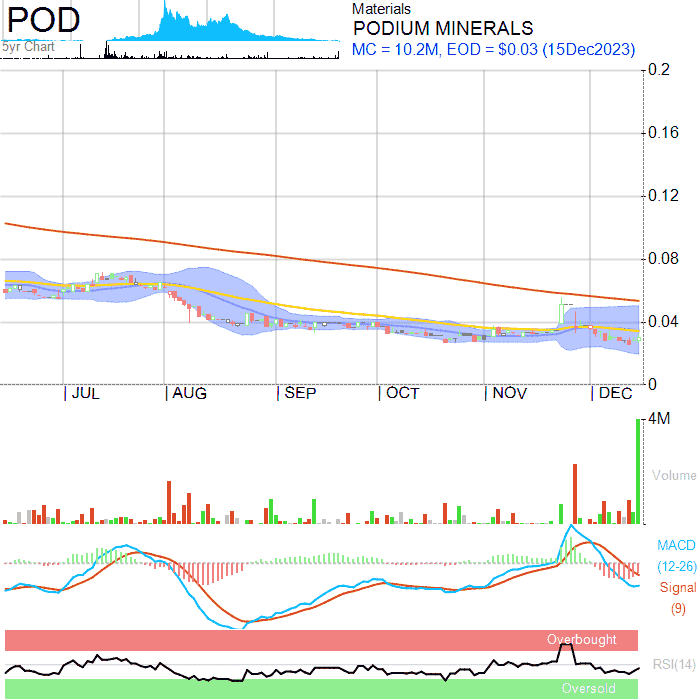 POD
5yr Chart
Materials
PODIUM MINERALS
MC = 10.2M, EOD = $0.03 (15Dec2023)
0.2
0.16
0.12
0.08
0.04
0
JUL AUG SEP OCT NOV DEC
4M
Volume
MACD
(12-26)
Signal
(9)
Overbought
RSI(14)
Oversold